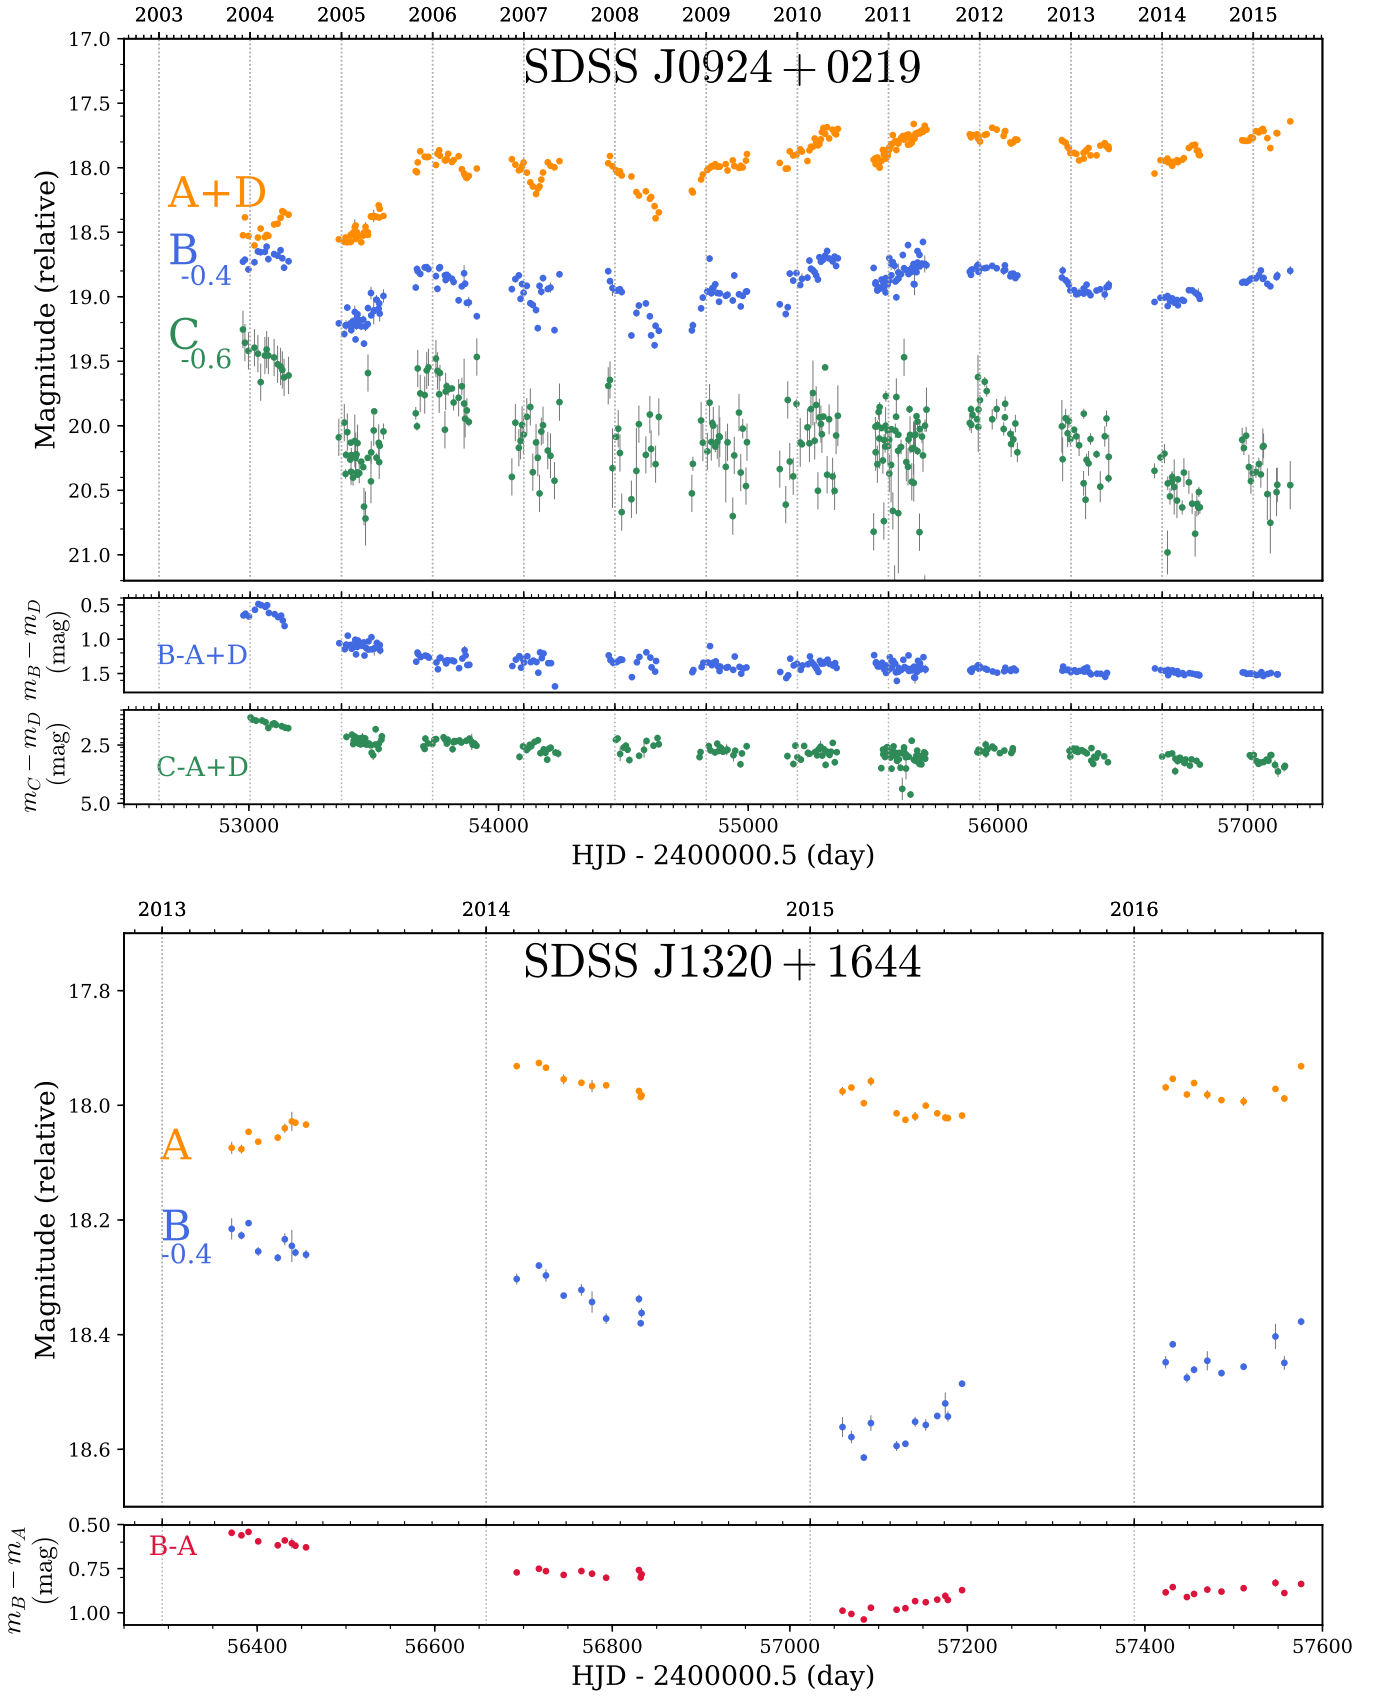 2003 2004 2005 2006 2007 2008 2009 2010 2011 2012 2013 2014 2015
SDSS J0924 + 0219
Magnitude (relative)
17.0
17.5
18.0
18.5
19.0
19.5
20.0
20.5
21.0
A+D
B
-0.4
C
-0.6
m_B − m_D
(mag)
0.5
1.0
1.5
B-A+D
m_C − m_D
(mag)
2.5
5.0
C-A+D
53000 54000 55000 56000 57000
HJD - 2400000.5 (day)
2013 2014 2015 2016
SDSS J1320 + 1644
Magnitude (relative)
17.8
18.0
18.2
18.4
18.6
A
B
-0.4
m_B − m_A
(mag)
0.50
0.75
1.00
B-A
56400 56600 56800 57000 57200 57400 57600
HJD - 2400000.5 (day)